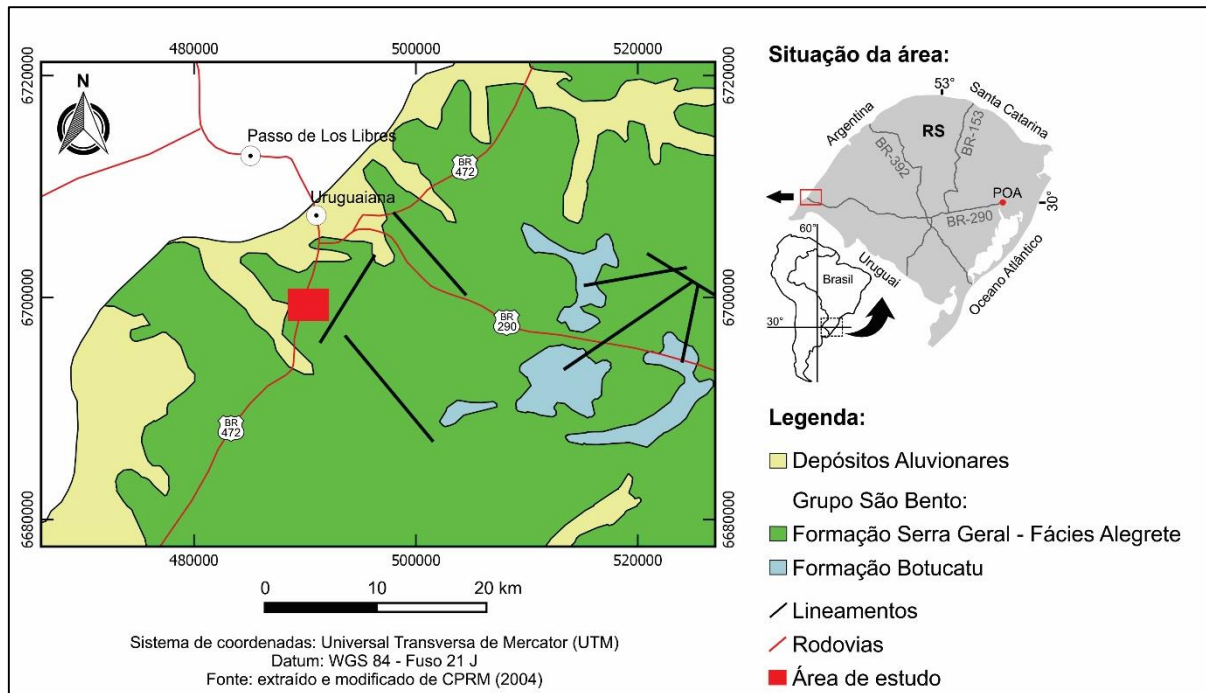 480000
500000
520000
6720000
6720000
N
Passo de Los Libres
BR
472
Uruguaiana
6700000
6700000
BR
290
BR
472
6680000
6680000
480000
500000
520000
0
10
20 km
Sistema de coordenadas: Universal Transversa de Mercator (UTM)
Datum: WGS 84 - Fuso 21 J
Fonte: extraído e modificado de CPRM (2004)
Situação da área:
53°
Santa Catarina
Argentina
RS
BR-153
BR-392
POA
30°
BR-290
60°
Uruguai
Oceano Atlântico
Brasil
30°
Legenda:
Depósitos Aluvionares
Grupo São Bento:
Formação Serra Geral - Fácies Alegrete
Formação Botucatu
Lineamentos
Rodovias
Área de estudo